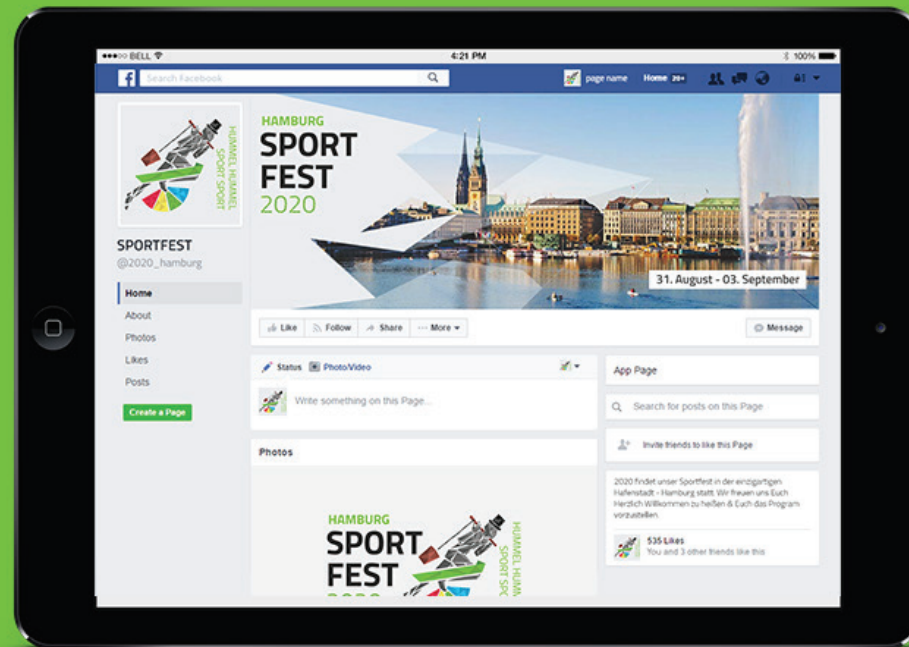 BELL
4:21 PM
100%
f
Search Facebook
page name
Home 20+
HUMMEL HUMMEL
SPORT SPORT
HAMBURG
SPORT
FEST
2020
31. August - 03. September
SPORTFEST
@2020_hamburg
Home
About
Photos
Likes
Posts
Create a Page
Like
Follow
Share
More
Message
Status
Photo/Video
Write something on this Page...
Photos
HAMBURG
SPORT
FEST
2020
HUMMEL HUMM
SPORT SPO
App Page
Search for posts on this Page
Invite friends to like this Page
2020 findet unser Sportfest in der einzigartigen
Hafenstadt - Hamburg statt. Wir freuen uns Euch
Herzlich Willkommen zu heißen & Euch das Program
vorzustellen.
535 Likes
You and 3 other friends like this